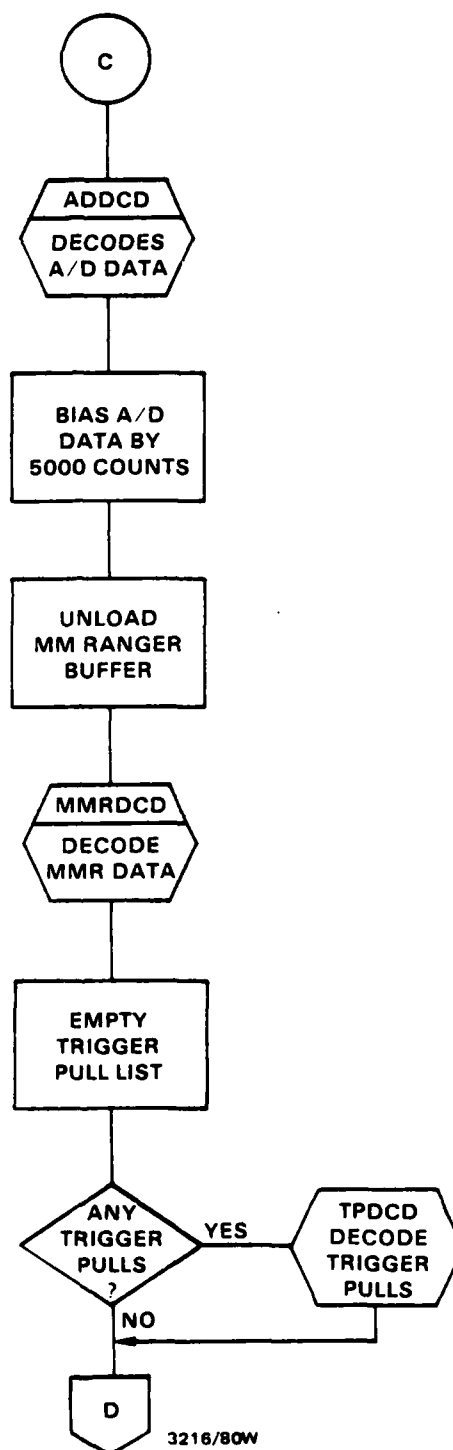 C
ADDCD
DECODES
A/D DATA
BIAS A/D
DATA BY
5000 COUNTS
UNLOAD
MM RANGER
BUFFER
MMRDCD
DECODE
MMR DATA
EMPTY
TRIGGER
PULL LIST
ANY
TRIGGER
PULLS
?
YES
TPDCD
DECODE
TRIGGER
PULLS
NO
D
3216/80W